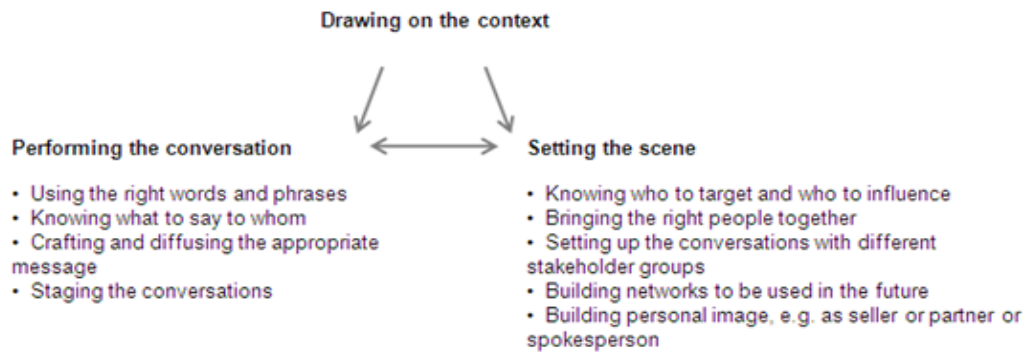 Drawing on the context
Performing the conversation
• Using the right words and phrases
• Knowing what to say to whom
• Crafting and diffusing the appropriate
message
• Staging the conversations
Setting the scene
• Knowing who to target and who to influence
• Bringing the right people together
• Setting up the conversations with different
stakeholder groups
• Building networks to be used in the future
• Building personal image, e.g. as seller or partner or
spokesperson